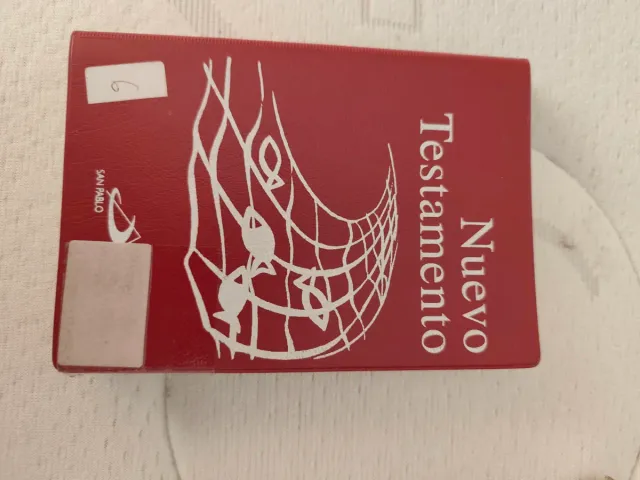 Nuevo
Testamento
SAN PABLO
6